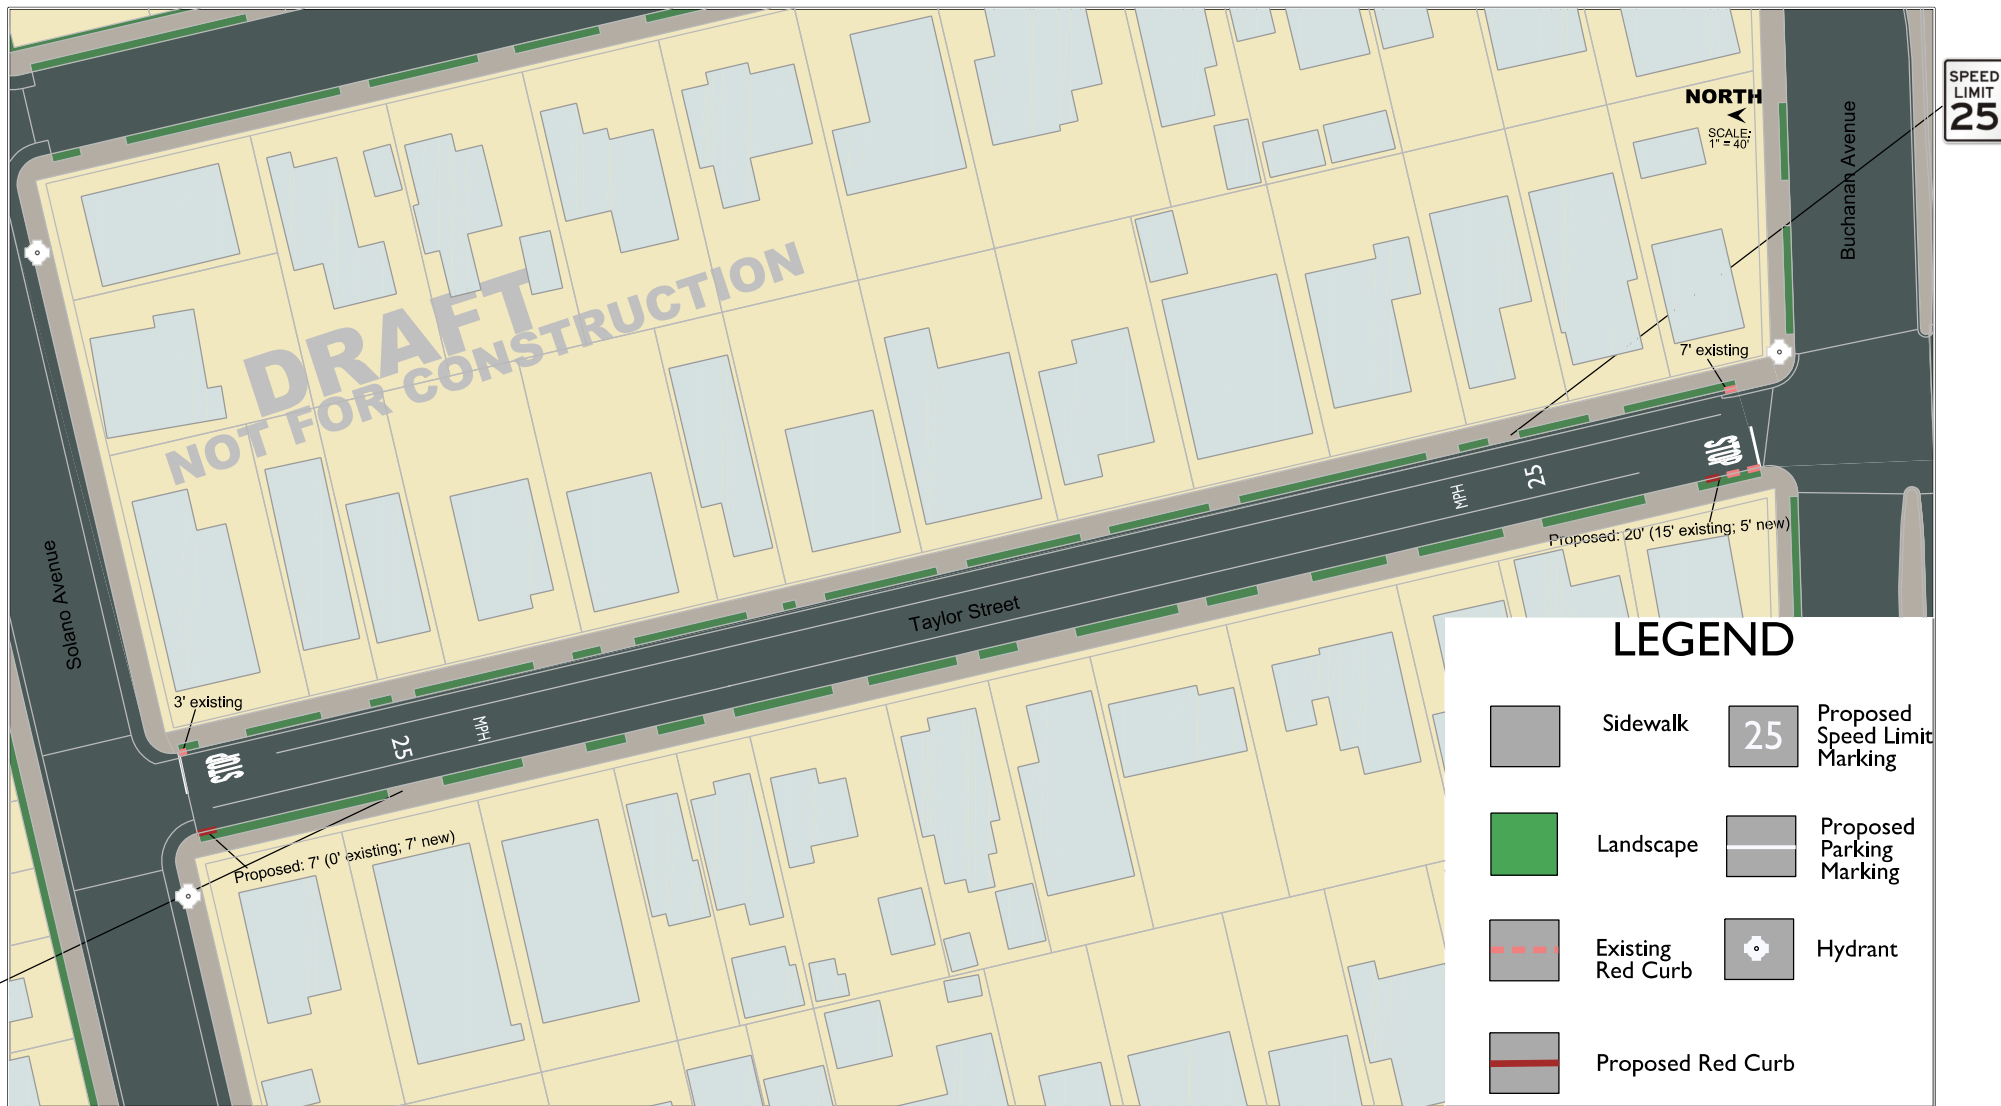 SPEED
LIMIT
25
NORTH
SCALE:
1" = 40'
Buchanan Avenue
DRAFT
NOT FOR CONSTRUCTION
7' existing
STOP
25
MPH
Proposed: 20' (15' existing; 5' new)
Solano Avenue
Taylor Street
3' existing
STOP
25
MPH
Proposed: 7' (0' existing; 7' new)
LEGEND
Sidewalk
25
Proposed
Speed Limit
Marking
Landscape
Proposed
Parking
Marking
Existing
Red Curb
Hydrant
Proposed Red Curb